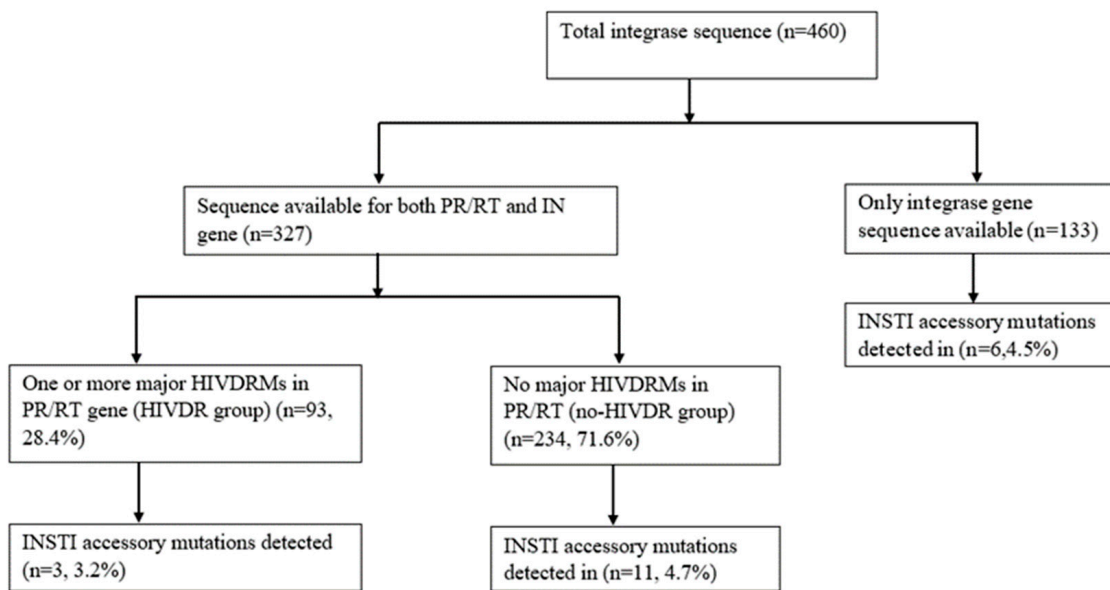 Total integrase sequence (n=460)
Sequence available for both PR/RT and IN
gene (n=327)
Only integrase gene
sequence available (n=133)
INSTI accessory mutations
detected in (n=6,4.5%)
One or more major HIVDRMs in
PR/RT gene (HIVDR group) (n=93,
28.4%)
No major HIVDRMs in
PR/RT (no-HIVDR group)
(n=234, 71.6%)
INSTI accessory mutations detected
(n=3, 3.2%)
INSTI accessory mutations
detected in (n=11, 4.7%)